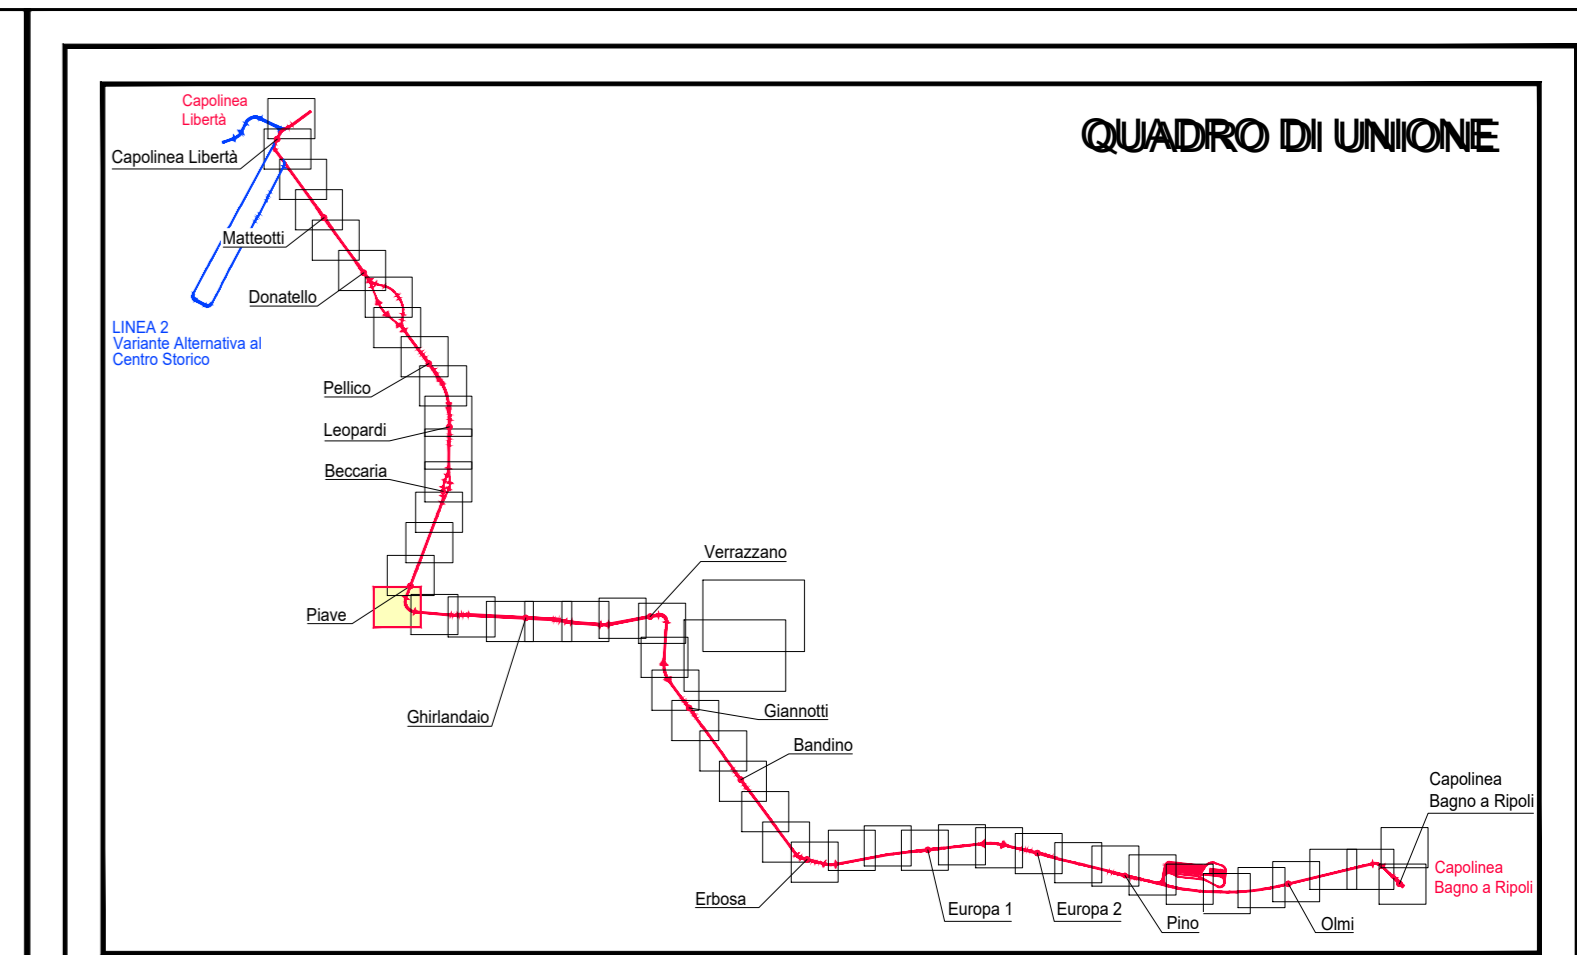 Capolinea
Libertà
QUADRO DI UNIONE
Capolinea Libertà
Matteotti
Donatello
LINEA 2
Variante Alternativa al
Centro Storico
Pellico
Leopardi
Beccaria
Verrazzano
Piave
Ghirlandaio
Giannotti
Bandino
Capolinea
Bagno a Ripoli
Capolinea
Bagno a Ripoli
Erbosa
Europa 1
Europa 2
Pino
Olmi